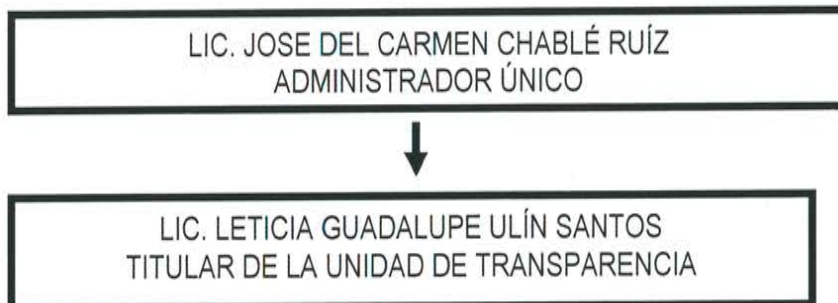 LIC. JOSE DEL CARMEN CHABLÉ RUÍZ
ADMINISTRADOR ÚNICO
LIC. LETICIA GUADALUPE ULÍN SANTOS
TITULAR DE LA UNIDAD DE TRANSPARENCIA